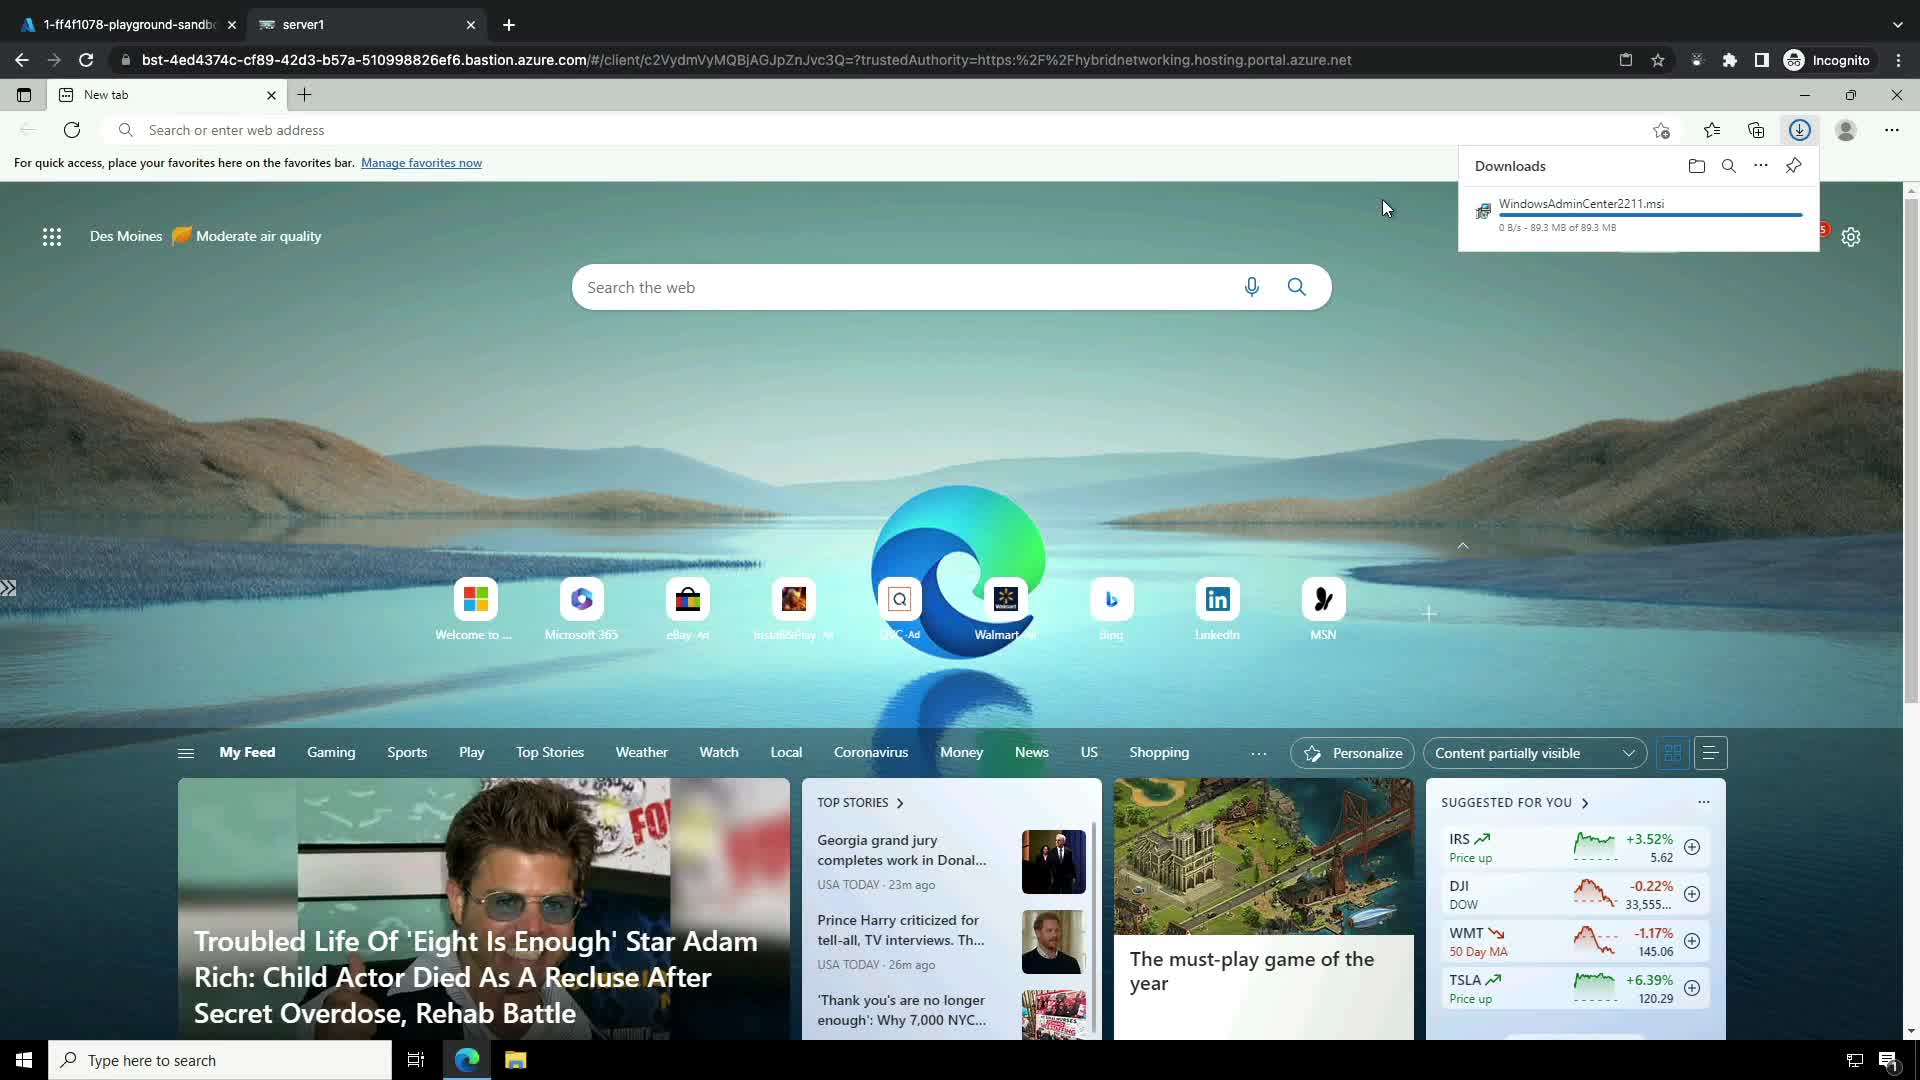 1-ff4f1078-playground-sandb
server1
bst-4ed4374c-cf89-42d3-b57a-510998826ef6.bastion.azure.com/#/client/c2VydmVyMQBjAGJpZnJvc3Q=?trustedAuthority=https:%2F%2Fhybridnetworking.hosting.portal.azure.net
Incognito
New tab
Search or enter web address
For quick access, place your favorites here on the favorites bar. Manage favorites now
Downloads
WindowsAdminCenter2211.msi
0 B/s - 89.3 MB of 89.3 MB
5
Des Moines Moderate air quality
Search the web
Welcome to ...
Microsoft 365
eBay·Ad
Install&Play·Ad
QVC·Ad
Walmart·Ad
Bing
LinkedIn
MSN
My Feed
Gaming
Sports
Play
Top Stories
Weather
Watch
Local
Coronavirus
Money
News
US
Shopping
Personalize
Content partially visible
Troubled Life Of 'Eight Is Enough' Star Adam
Rich: Child Actor Died As A Recluse After
Secret Overdose, Rehab Battle
TOP STORIES
Georgia grand jury
completes work in Donal...
USA TODAY · 23m ago
Prince Harry criticized for
tell-all, TV interviews. Th...
USA TODAY · 26m ago
'Thank you's are no longer
enough': Why 7,000 NYC...
The must-play game of the
year
SUGGESTED FOR YOU
IRS +3.52%
Price up 5.62
DJI -0.22%
DOW 33,555...
WMT -1.17%
50 Day MA 145.06
TSLA +6.39%
Price up 120.29
Type here to search
1